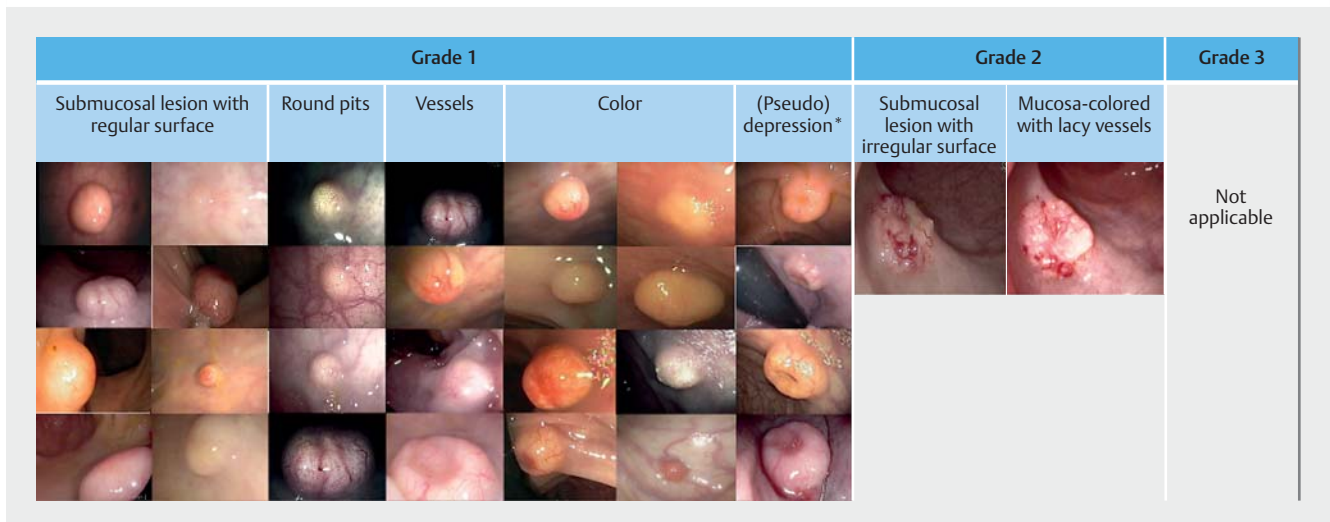 Grade 1
Grade 2
Grade 3
Submucosal lesion with
regular surface
Round pits
Vessels
Color
(Pseudo)
depression*
Submucosal
lesion with
irregular surface
Mucosa-colored
with lacy vessels
Not
applicable